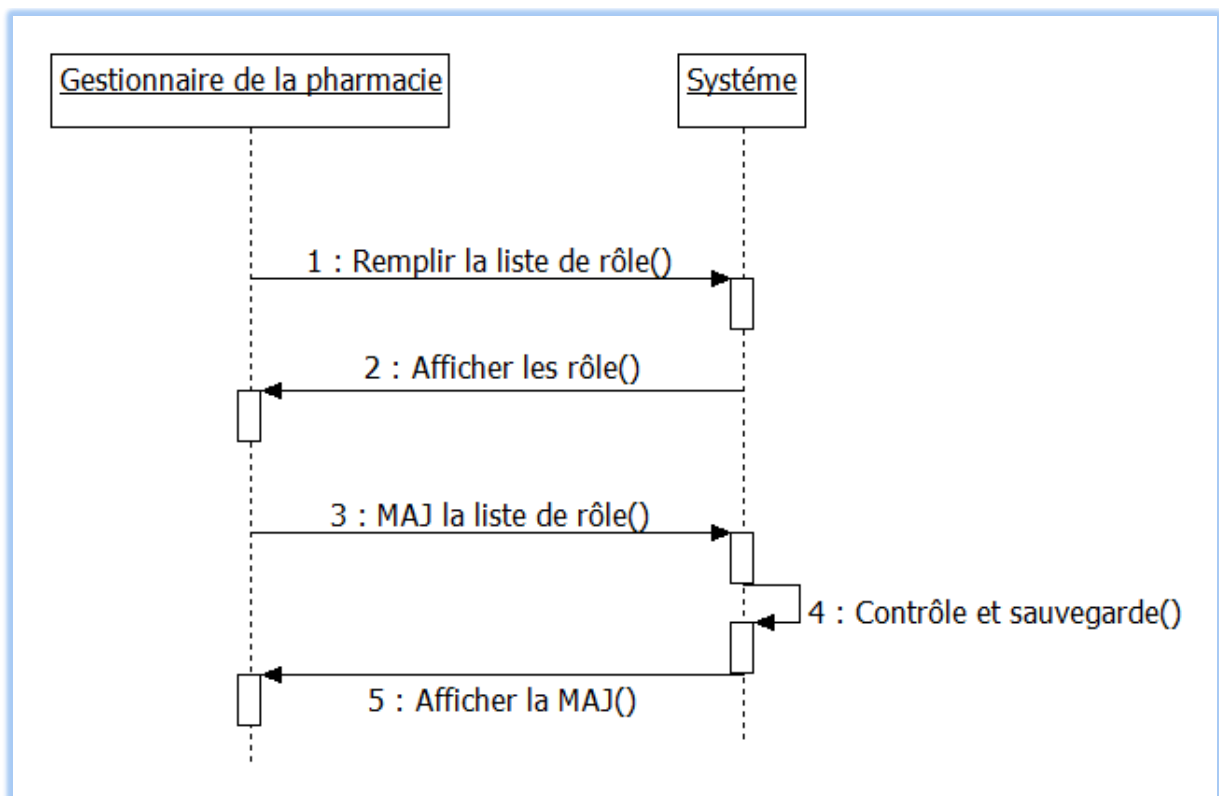 Gestionnaire de la pharmacie
Systéme
1 : Remplir la liste de rôle()
2 : Afficher les rôle()
3 : MAJ la liste de rôle()
4 : Contrôle et sauvegarde()
5 : Afficher la MAJ()